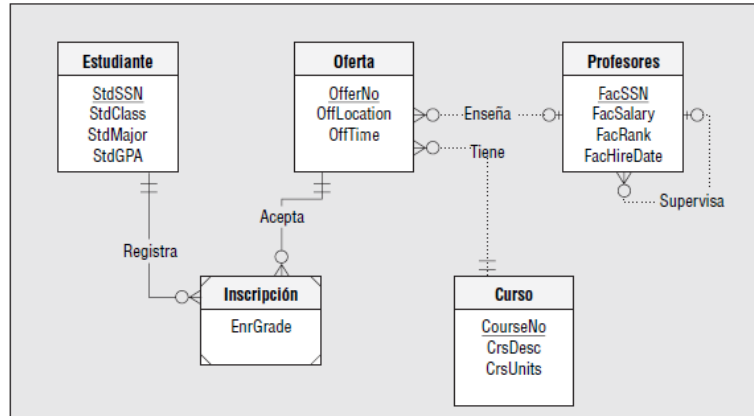 Estudiante
StdSSN
StdClass
StdMajor
StdGPA
Oferta
OfferNo
OffLocation
OffTime
Profesores
FacSSN
FacSalary
FacRank
FacHireDate
Enseña
Tiene
Supervisa
Acepta
Registra
Inscripción
EnrGrade
Curso
CourseNo
CrsDesc
CrsUnits